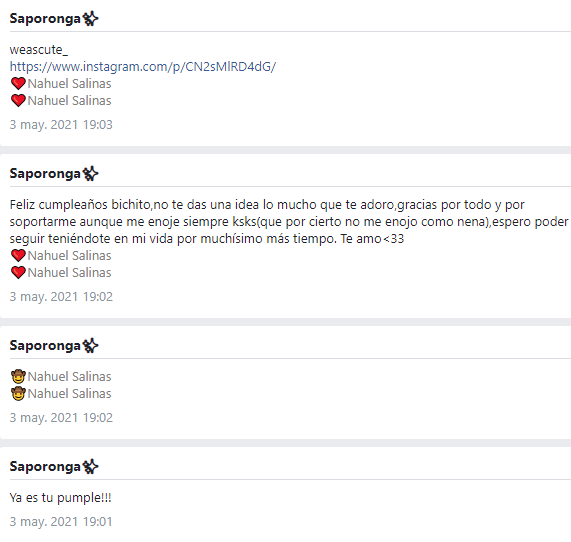 Saporonga✨
weascute_
https://www.instagram.com/p/CN2sMlRD4dG/
❤Nahuel Salinas
❤Nahuel Salinas
3 may. 2021 19:03
Saporonga✨
Feliz cumpleaños bichito,no te das una idea lo mucho que te adoro,gracias por todo y por
soportarme aunque me enoje siempre ksks(que por cierto no me enojo como nena),espero poder
seguir teniéndote en mi vida por muchísimo más tiempo. Te amo<33
❤Nahuel Salinas
❤Nahuel Salinas
3 may. 2021 19:02
Saporonga✨
🤠Nahuel Salinas
🤠Nahuel Salinas
3 may. 2021 19:02
Saporonga✨
Ya es tu pumple!!!
3 may. 2021 19:01